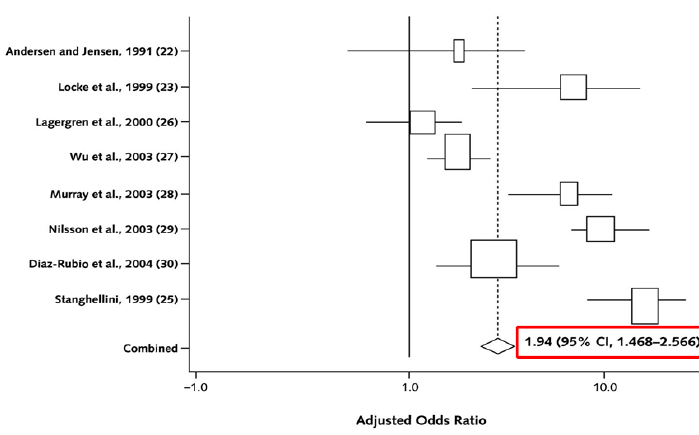 Andersen and Jensen, 1991 (22)
Locke et al., 1999 (23)
Lagergren et al., 2000 (26)
Wu et al., 2003 (27)
Murray et al., 2003 (28)
Nilsson et al., 2003 (29)
Diaz-Rubio et al., 2004 (30)
Stanghellini, 1999 (25)
Combined
1.94 (95% CI, 1.468–2.566)
–1.0 1.0 10.0
Adjusted Odds Ratio